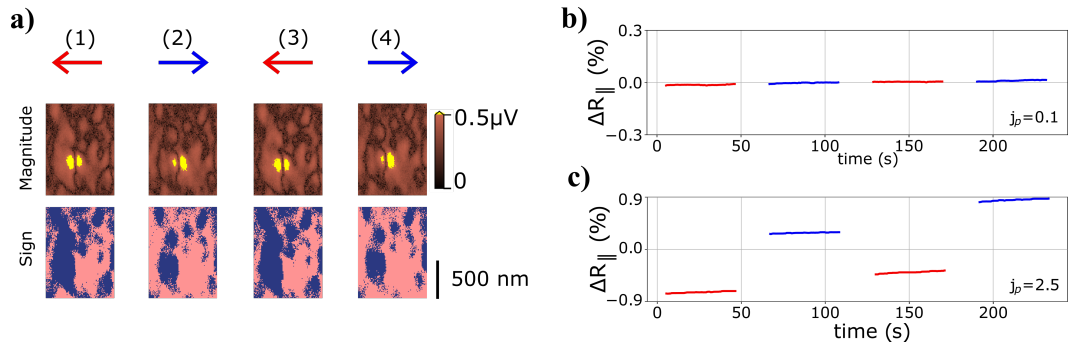 a)
(1) (2) (3) (4)
Magnitude
0.5µV
0
Sign
500 nm
b)
ΔR∥ (%)
0.3
0.0
−0.3
jp=0.1
0 50 100 150 200
time (s)
c)
ΔR∥ (%)
0.9
0.0
−0.9
jp=2.5
0 50 100 150 200
time (s)